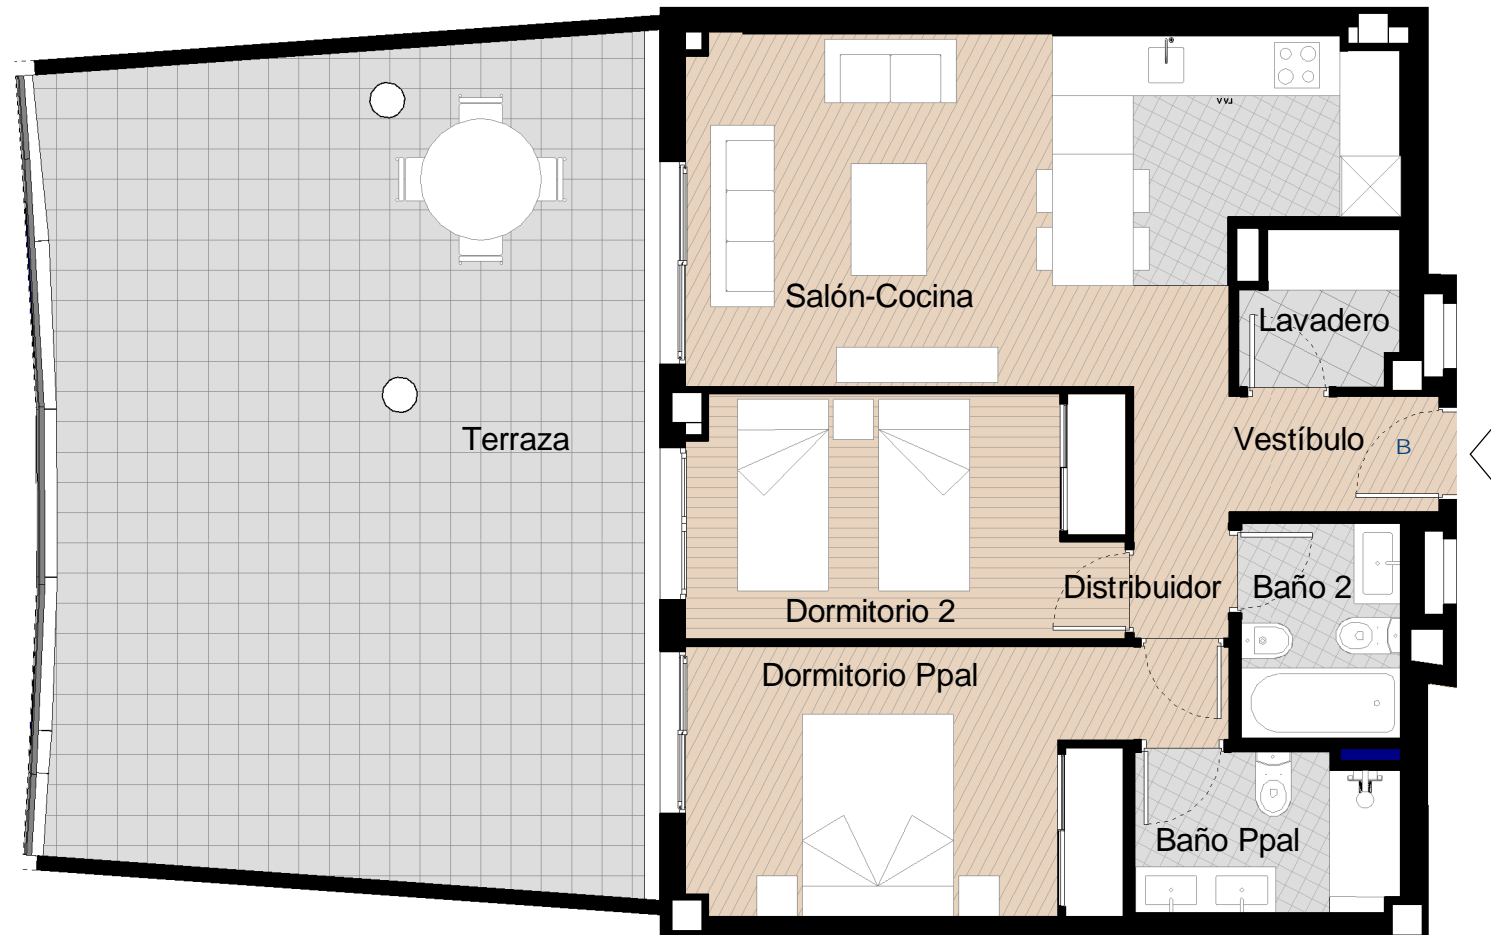 Salón-Cocina
Lavadero
Terraza
Vestíbulo
B
Dormitorio 2
Distribuidor
Baño 2
Dormitorio Ppal
Baño Ppal